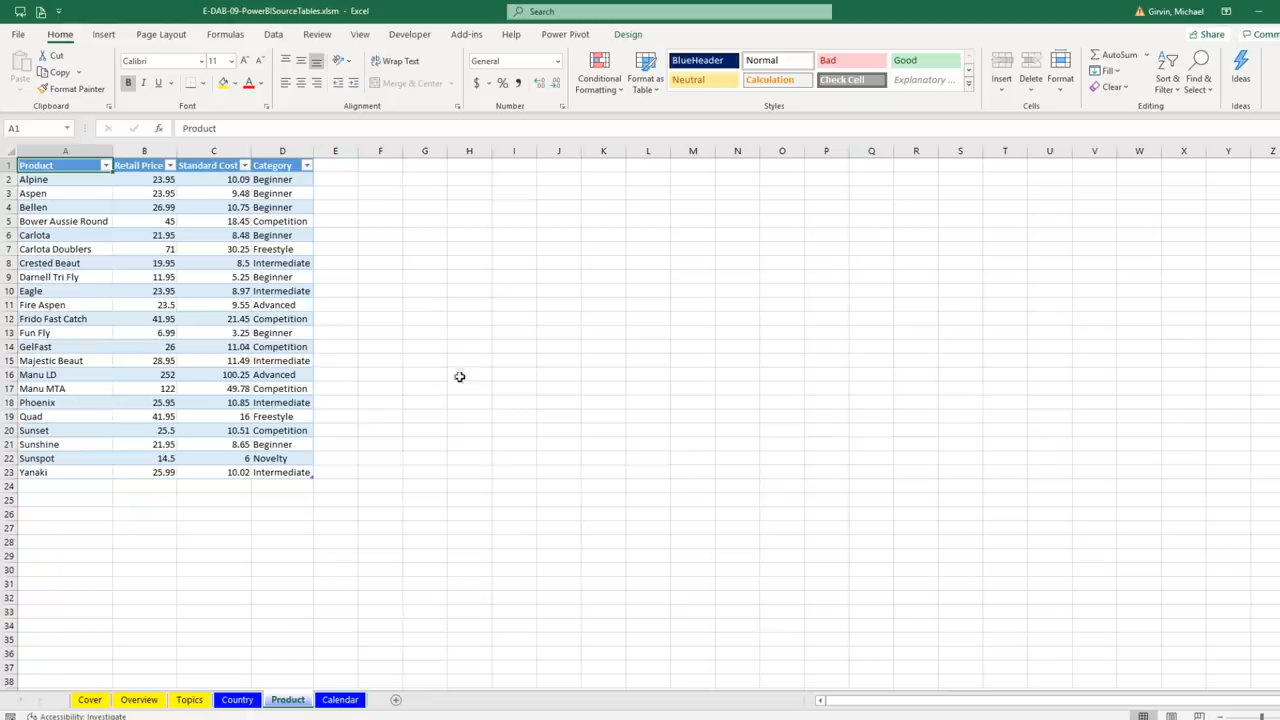 E-DAB-09-PowerBISourceTables.xlsm - Excel
Search
Girvin, Michael
File Home Insert Draw Page Layout Formulas Data Review View Developer Add-ins Help Power Pivot Design
Share Comm
Paste Cut Copy Format Painter
Calibri 11
B I U
Wrap Text
Merge & Center
General
$ % ,
Conditional Formatting
Format as Table
BlueHeader Normal Bad Good
Neutral Calculation Check Cell Explanatory ...
Insert Delete Format
AutoSum Fill Clear
Sort & Filter
Find & Select
Ideas
Clipboard Font Alignment Number Styles Cells Editing Ideas
A1 fx Product
A B C D E F G H I J K L M N O P Q R S T U V W X Y Z
1 Product Retail Price Standard Cost Category
2 Alpine 23.95 10.09 Beginner
3 Aspen 23.95 9.48 Beginner
4 Bellen 26.99 10.75 Beginner
5 Bower Aussie Round 45 18.45 Competition
6 Carlota 21.95 8.48 Beginner
7 Carlota Doublers 71 30.25 Freestyle
8 Crested Beaut 19.95 8.5 Intermediate
9 Darnell Tri Fly 11.95 5.25 Beginner
10 Eagle 23.95 8.97 Intermediate
11 Fire Aspen 23.5 9.55 Advanced
12 Frido Fast Catch 41.95 21.45 Competition
13 Fun Fly 6.99 3.25 Beginner
14 GelFast 26 11.04 Competition
15 Majestic Beaut 28.95 11.49 Intermediate
16 Manu LD 252 100.25 Advanced
17 Manu MTA 122 49.78 Competition
18 Phoenix 25.95 10.85 Intermediate
19 Quad 41.95 16 Freestyle
20 Sunset 25.5 10.51 Competition
21 Sunshine 21.95 8.65 Beginner
22 Sunspot 14.5 6 Novelty
23 Yanaki 25.99 10.02 Intermediate
24
25
26
27
28
29
30
31
32
33
34
35
36
37
38
Cover Overview Topics Country Product Calendar
Accessibility: Investigate